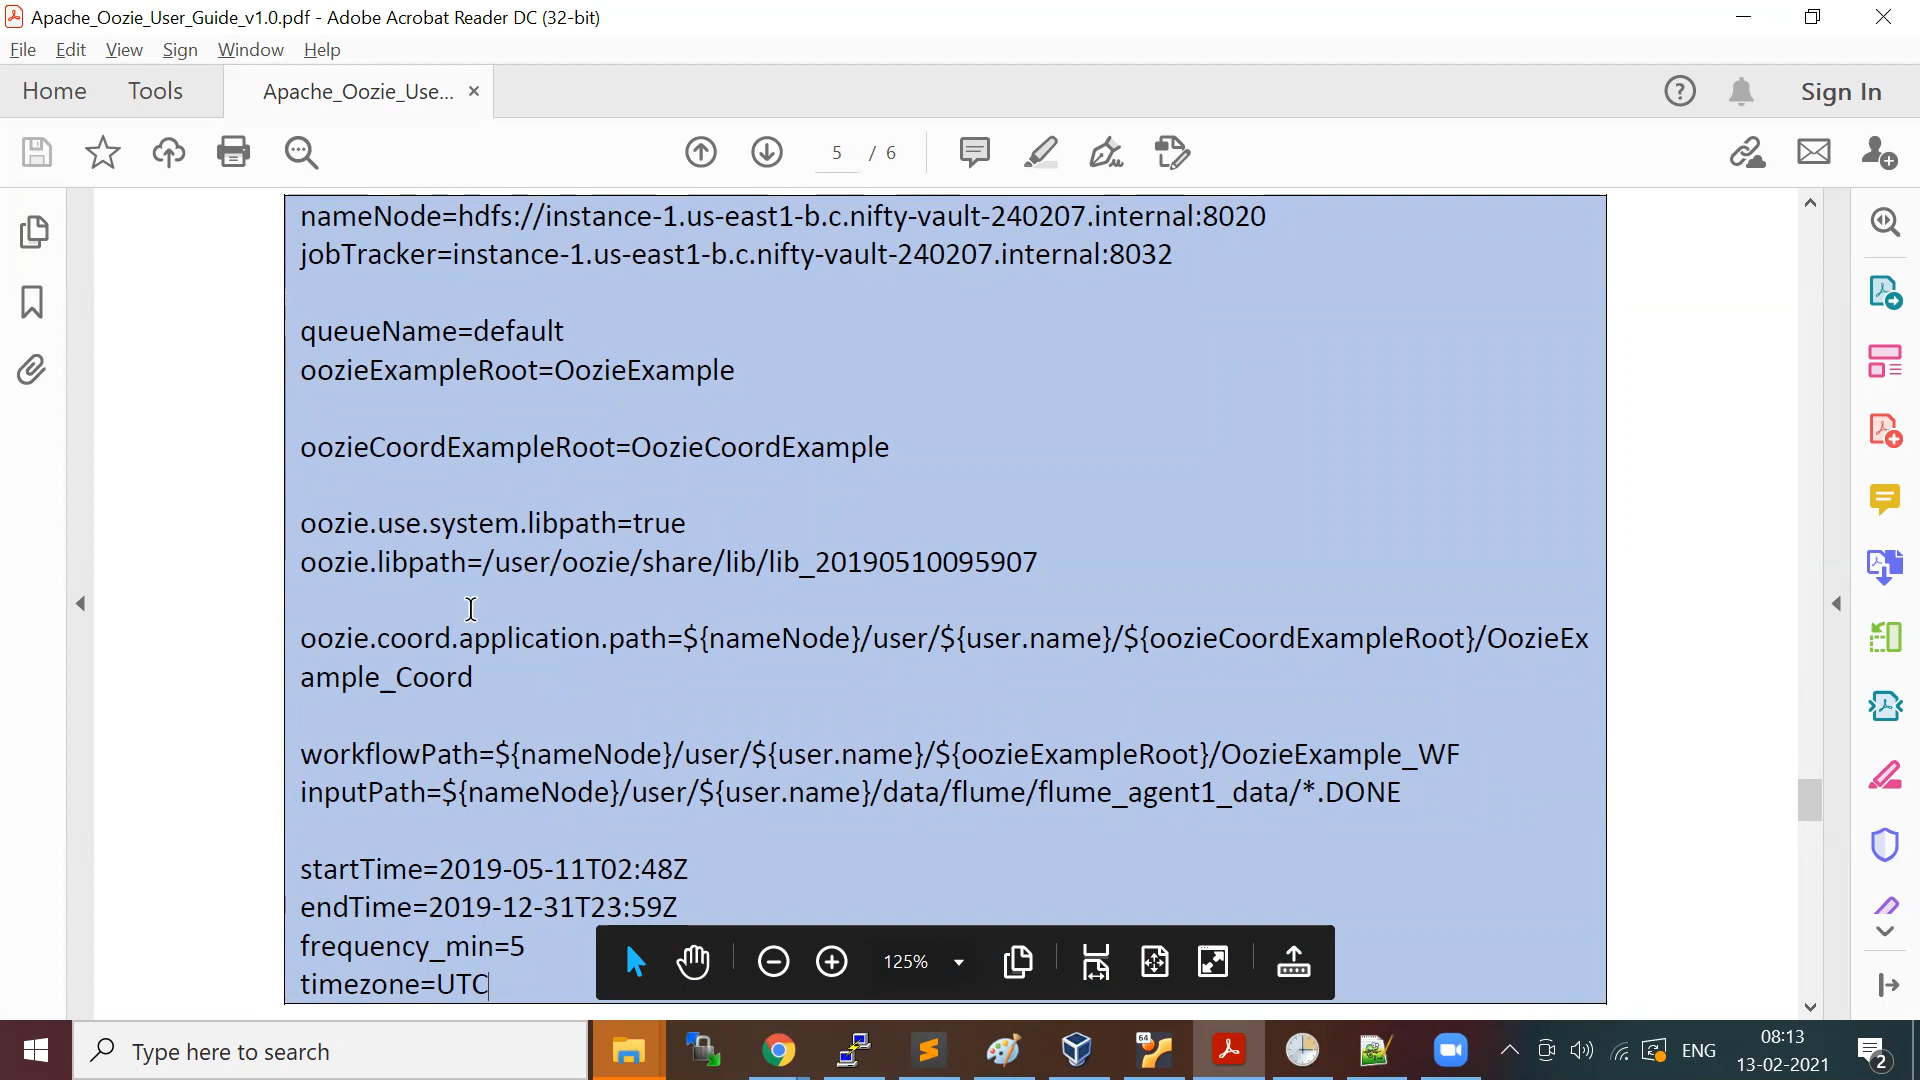 Apache_Oozie_User_Guide_v1.0.pdf - Adobe Acrobat Reader DC (32-bit)
File Edit View Sign Window Help
Home Tools Apache_Oozie_Use... × Sign In
5 / 6
nameNode=hdfs://instance-1.us-east1-b.c.nifty-vault-240207.internal:8020
jobTracker=instance-1.us-east1-b.c.nifty-vault-240207.internal:8032
queueName=default
oozieExampleRoot=OozieExample
oozieCoordExampleRoot=OozieCoordExample
oozie.use.system.libpath=true
oozie.libpath=/user/oozie/share/lib/lib_20190510095907
oozie.coord.application.path=${nameNode}/user/${user.name}/${oozieCoordExampleRoot}/OozieEx
ample_Coord
workflowPath=${nameNode}/user/${user.name}/${oozieExampleRoot}/OozieExample_WF
inputPath=${nameNode}/user/${user.name}/data/flume/flume_agent1_data/*.DONE
startTime=2019-05-11T02:48Z
endTime=2019-12-31T23:59Z
frequency_min=5
timezone=UTC
125%
Type here to search
64
ENG
08:13
13-02-2021
2